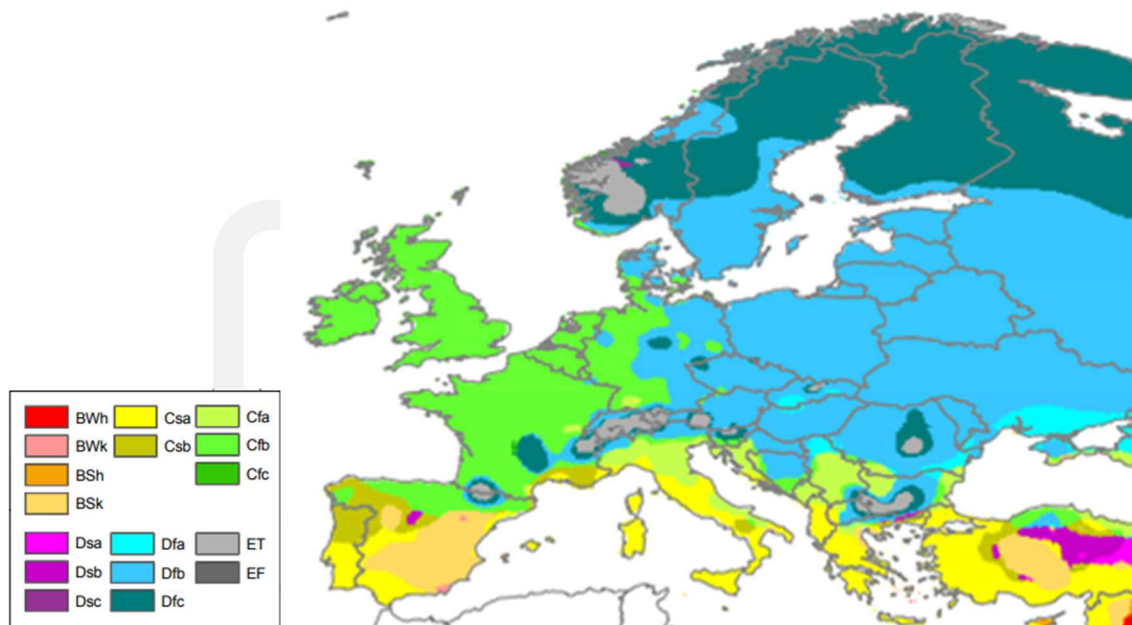 BWh Csa Cfa
BWk Csb Cfb
BSh Cfc
BSk
Dsa Dfa ET
Dsb Dfb EF
Dsc Dfc